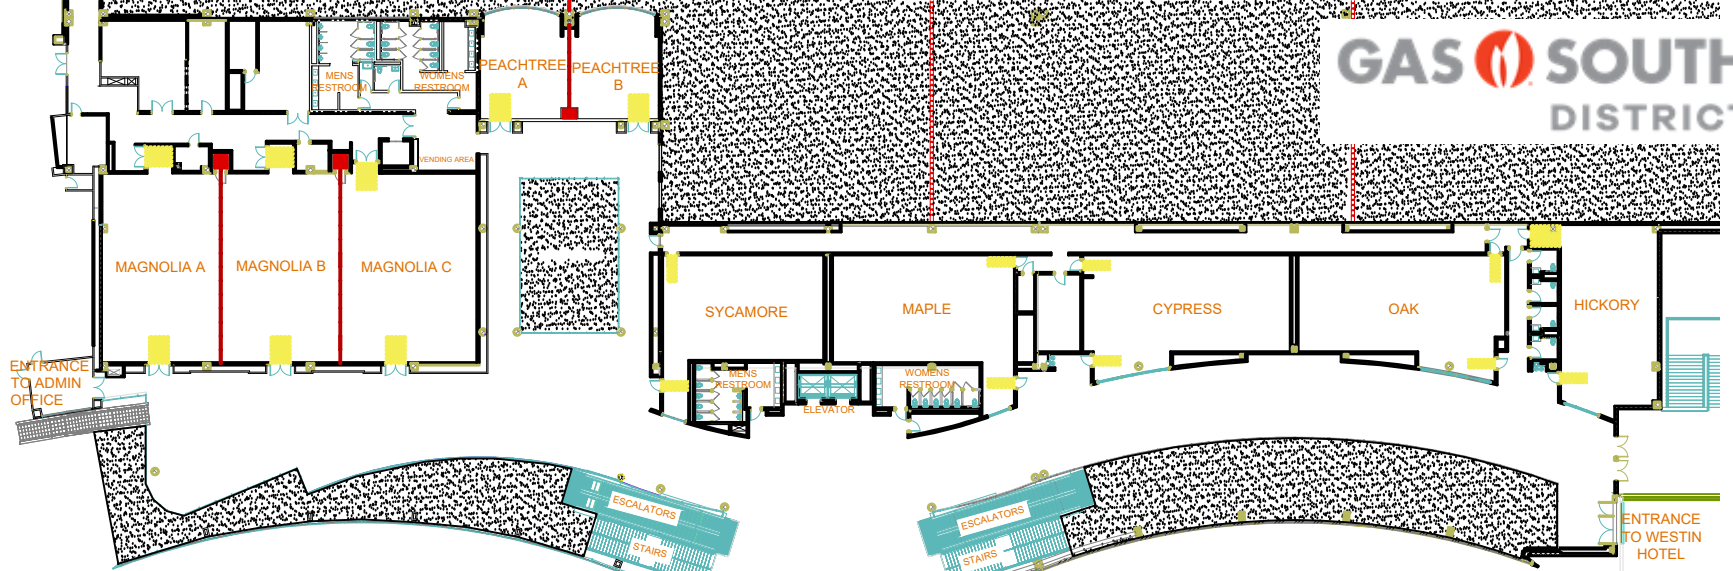 GAS SOUTH
DISTRICT
PEACHTREE
A
PEACHTREE
B
MENS
RESTROOM
WOMENS
RESTROOM
VENDING AREA
MAGNOLIA A
MAGNOLIA B
MAGNOLIA C
SYCAMORE
MAPLE
CYPRESS
OAK
HICKORY
ENTRANCE
TO ADMIN
OFFICE
MENS
RESTROOM
ELEVATOR
WOMENS
RESTROOM
ESCALATORS
STAIRS
ESCALATORS
STAIRS
ENTRANCE
TO WESTIN
HOTEL